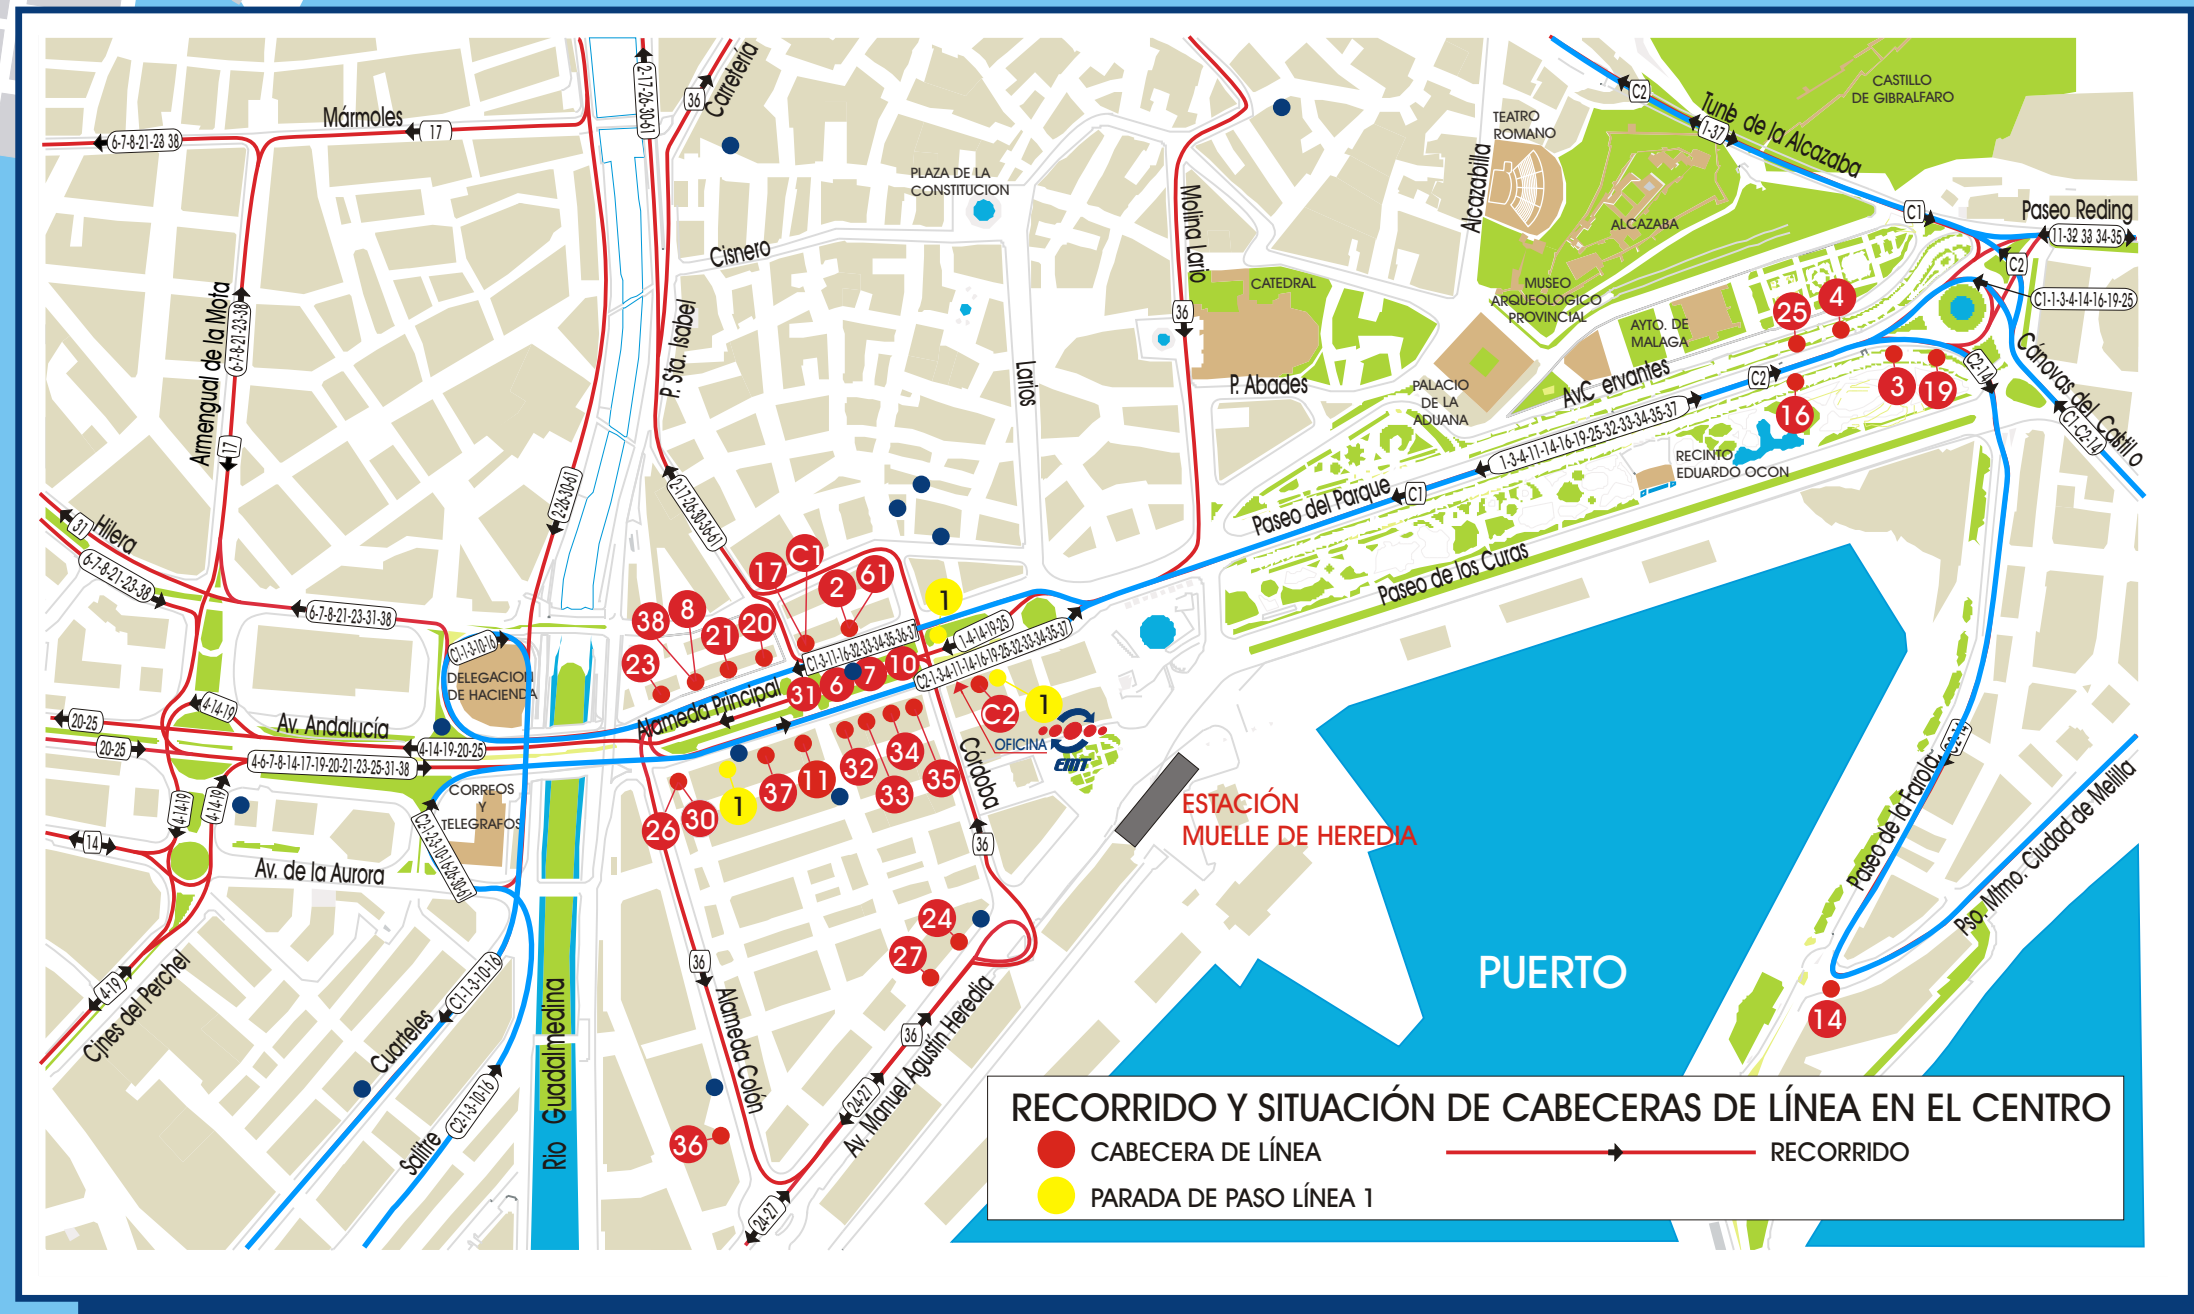 2-17-26-30-61
36
Carretería
Mármoles
17
6-7-8-21-23 38
C2
TEATRO
ROMANO
CASTILLO
DE GIBRALFARO
Tunb de la Alcazaba
1-37
PLAZA DE LA
CONSTITUCION
Alcazabilla
ALCAZABA
C1
Paseo Reding
11-32 33 34-35
Molina Lario
Cisnero
C2
CATEDRAL
MUSEO
ARQUEOLOGICO
PROVINCIAL
AYTO. DE
MALAGA
25
4
C1-1-3-4-14-16-19-25
Armengual de la Mota
6-7-8-21-23-38
P. Sta. Isabel
36
Larios
P. Abades
PALACIO
DE LA
ADUANA
AvC ervantes
C2
3
19
C2-14
Cánovas del Castill o
C1-C2-14
16
1-3-4-11-14-16-19-25-32-33-34-35-37
RECINTO
EDUARDO OCON
17
2-26-30-61
2-17-26-30-36-61
Paseo del Parque
C1
31
Hilera
6-7-8-21-23-38
6-7-8-21-23-31-38
17
C1
2
61
1
Paseo de los Curas
38
8
21
20
23
C1-3-11-16-32-33-34-35-36-37
1-4-14-19-25
C2-1-3-4-11-14-16-19-25-32-33-34-35-37
C1-1-3-10-16
DELEGACION
DE HACIENDA
31
6
7
10
Alameda Principal
C2
1
OFICINA
EMT
4-14-19
20-25
Av. Andalucía
4-14-19-20-25
20-25
4-6-7-8-14-17-19-20-21-23-25-31-38
37
11
32
33
34
35
Córdoba
1
26
30
CORREOS
Y
TELEGRAFOS
4-14-19
4-14-19
C2-1-2-3-10-16-26-30-61
14
Av. de la Aurora
36
ESTACIÓN
MUELLE DE HEREDIA
C2-14
Paseo de la Farola
Pso. Mtmo. Ciudad de Melilla
24
27
36
4-19
Cjnes del Perchel
C1-1-3-10-16
Cuarteles
Salitre
C2-1-3-10-16
Rio Guadalmedina
Alameda Colón
36
24-27
Av. Manuel Agustín Heredia
36
24-27
PUERTO
14
RECORRIDO Y SITUACIÓN DE CABECERAS DE LÍNEA EN EL CENTRO
CABECERA DE LÍNEA
RECORRIDO
PARADA DE PASO LÍNEA 1